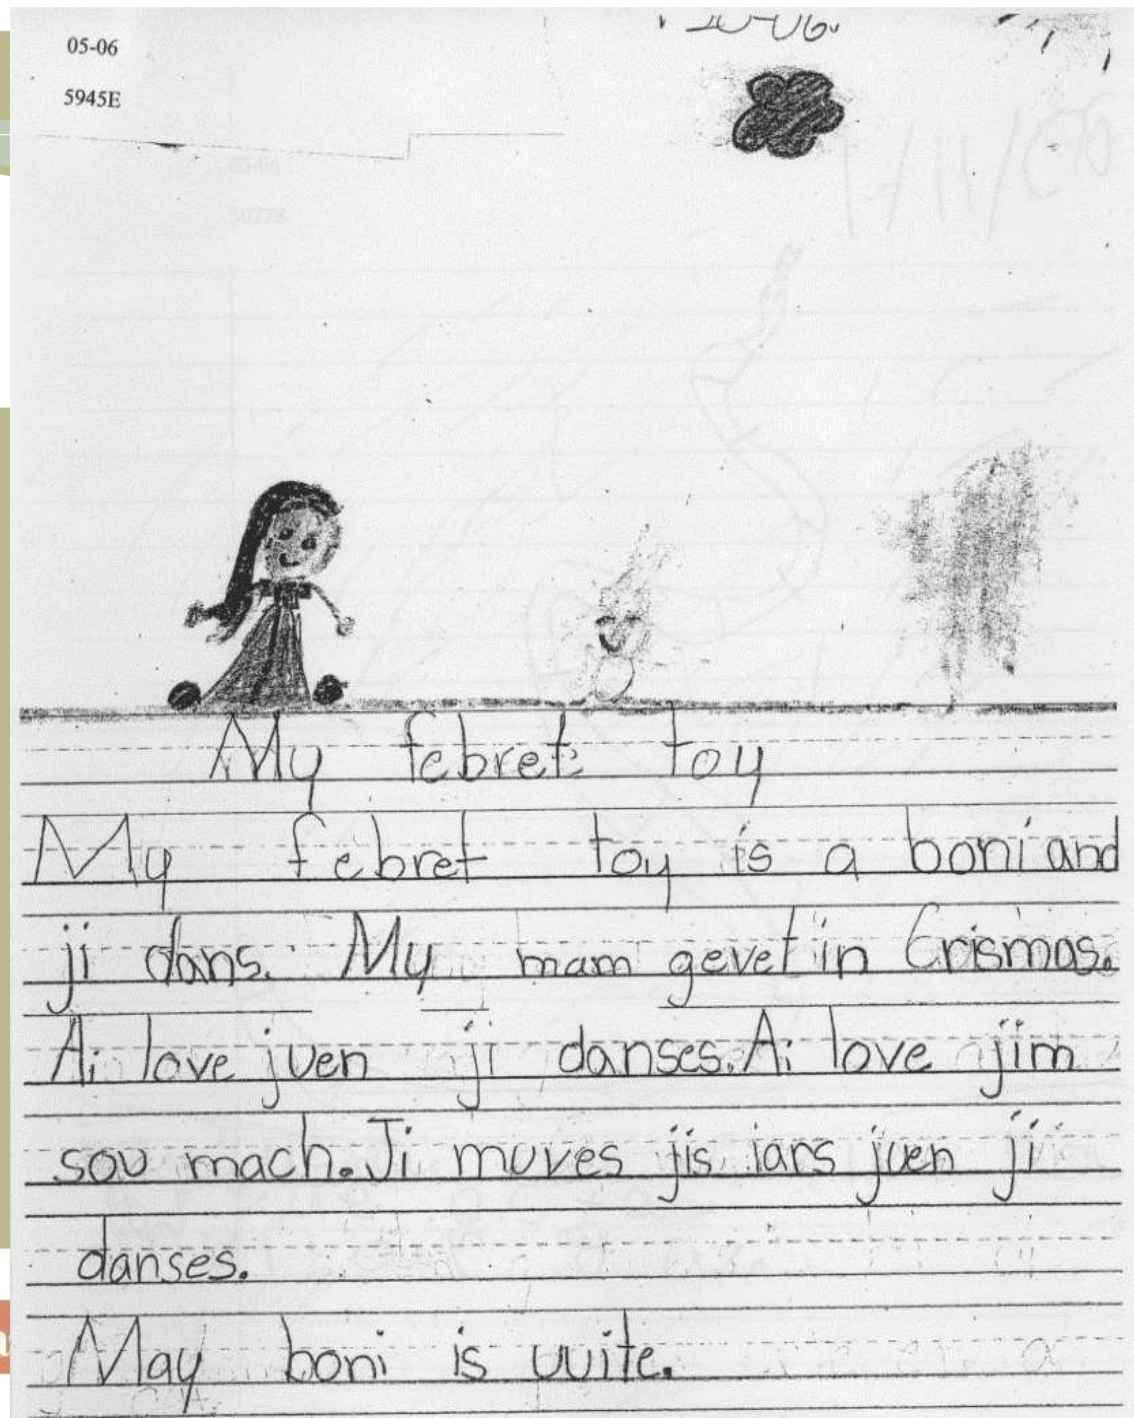 05-06
5945E
My febret toy
My febret toy is a boni and
ji dans. My mam gevet in Crismas.
Ai love juen ji danses. Ai love jim
sou mach. Ji muves jis iars juen ji
danses.
May boni is uuite.